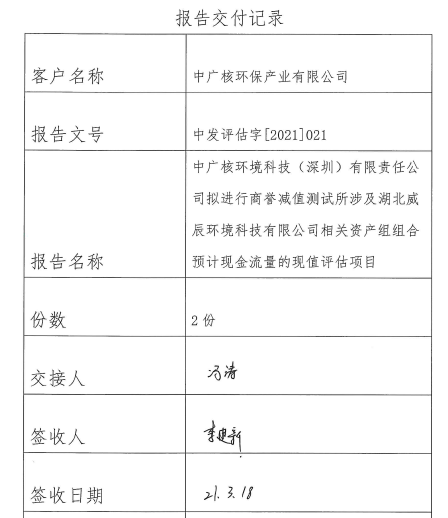 报告交付记录
客户名称
中广核环保产业有限公司
报告文号
中发评估字[2021]021
报告名称
中广核环境科技（深圳）有限责任公
司拟进行商誉减值测试所涉及湖北威
辰环境科技有限公司相关资产组组合
预计现金流量的现值评估项目
份数
2 份
交接人
冯涛
签收人
签收日期
21.3.18